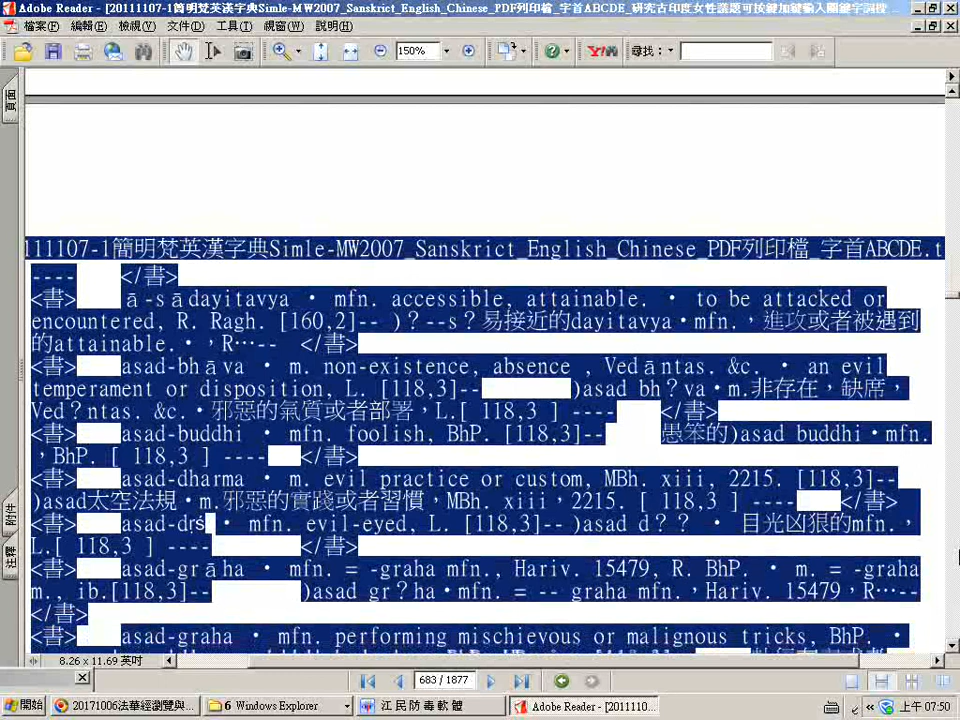 Adobe Reader - [20111107-1簡明梵英漢字典Simle-MW2007_Sanskrict_English_Chinese_PDF列印檔_字首ABCDE_研究古印度女性議題可按鍵加鍵輸入關鍵字詞搜
檔案(F) 編輯(E) 檢視(V) 文件(D) 工具(T) 視窗(W) 說明(H)
150% Y! 尋找:
頁面
附件
注釋
111107-1簡明梵英漢字典Simle-MW2007_Sanskrict_English_Chinese_PDF列印檔_字首ABCDE.t
---- </書>
<書> ā-sādayitavya • mfn. accessible, attainable. • to be attacked or
encountered, R. Ragh. [160,2]-- )？--s？易接近的dayitavya•mfn.，進攻或者被遇到
的attainable.•，R…-- </書>
<書> asad-bhāva • m. non-existence, absence , Vedāntas. &c. • an evil
temperament or disposition, L. [118,3]-- )asad bh？va•m.非存在，缺席，
Ved？ntas. &c.•邪惡的氣質或者部署，L.[ 118,3 ] ---- </書>
<書> asad-buddhi • mfn. foolish, BhP. [118,3]-- 愚笨的)asad buddhi•mfn.
，BhP. [ 118,3 ] ---- </書>
<書> asad-dharma • m. evil practice or custom, MBh. xiii, 2215. [118,3]--
)asad太空法規•m.邪惡的實踐或者習慣，MBh. xiii，2215. [ 118,3 ] ---- </書>
<書> asad-dṛś • mfn. evil-eyed, L. [118,3]-- )asad d？？ • 目光凶狠的mfn.，
L.[ 118,3 ] ---- </書>
<書> asad-grāha • mfn. = -graha mfn., Hariv. 15479, R. BhP. • m. = -graha
m., ib.[118,3]-- )asad gr？ha•mfn. = -- graha mfn.，Hariv. 15479，R…--
</書>
<書> asad-graha • mfn. performing mischievous or malignous tricks, BhP. •
8.26 x 11.69 英吋
683 / 1877
開始 20171006法華經瀏覽與... 6 Windows Explorer 江民防毒軟體 Adobe Reader - [2011110... 上午 07:50